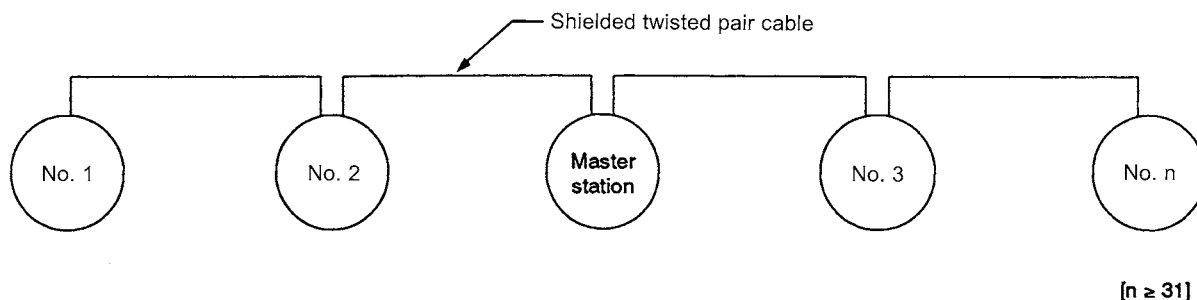 Shielded twisted pair cable
No. 1
No. 2
Master
station
No. 3
No. n
[n ≥ 31]